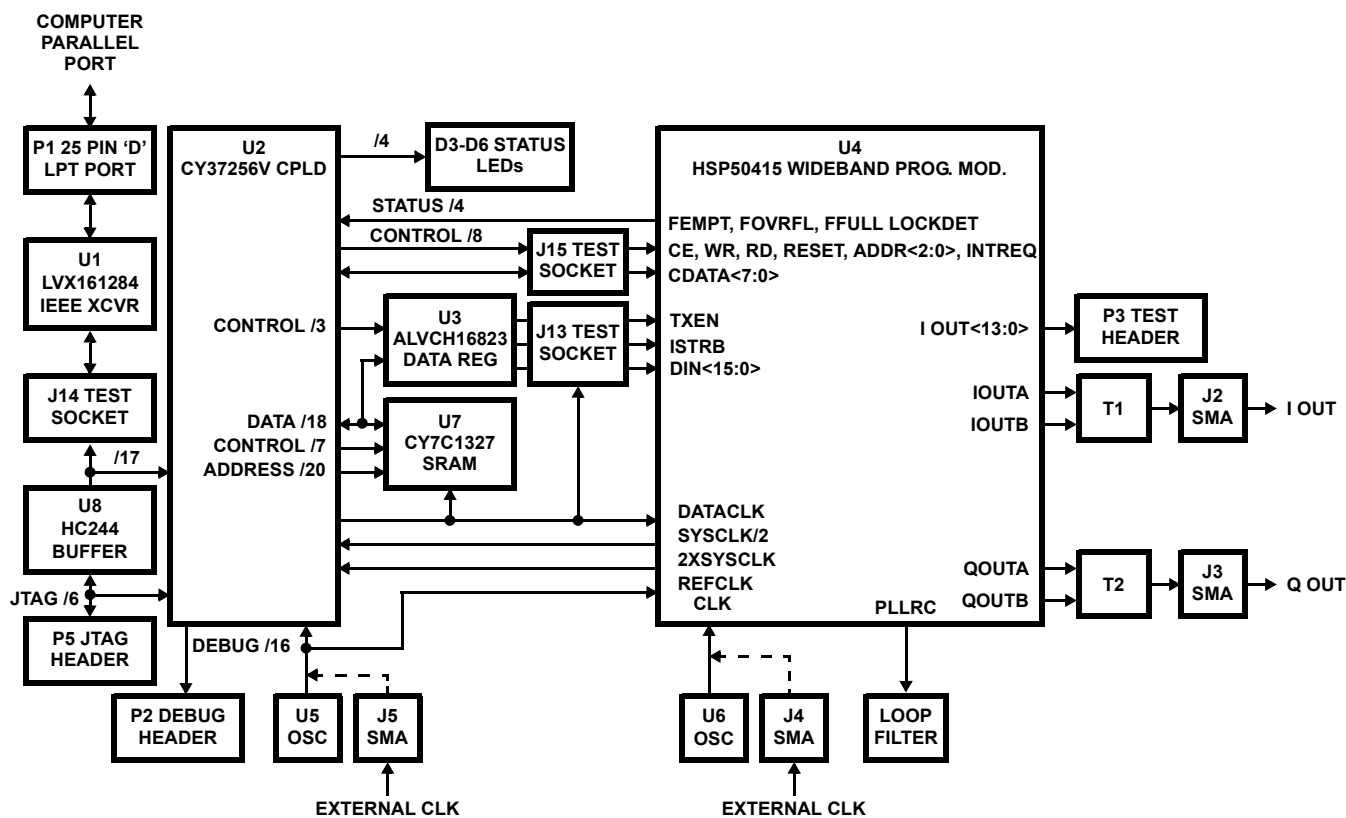 COMPUTER
PARALLEL
PORT
P1 25 PIN ‘D’
LPT PORT
U1
LVX161284
IEEE XCVR
J14 TEST
SOCKET
/17
U8
HC244
BUFFER
JTAG /6
P5 JTAG
HEADER
U2
CY37256V CPLD
/4
D3-D6 STATUS
LEDs
STATUS /4
CONTROL /8
J15 TEST
SOCKET
CONTROL /3
U3
ALVCH16823
DATA REG
J13 TEST
SOCKET
DATA /18
CONTROL /7
ADDRESS /20
U7
CY7C1327
SRAM
DEBUG /16
P2 DEBUG
HEADER
U5
OSC
J5
SMA
EXTERNAL CLK
U4
HSP50415 WIDEBAND PROG. MOD.
FEMPT, FOVRFL, FFULL LOCKDET
CE, WR, RD, RESET, ADDR<2:0>, INTREQ
CDATA<7:0>
TXEN
ISTRB
DIN<15:0>
DATACLK
SYSCLK/2
2XSYSCLK
REFCLK
CLK
PLLRC
I OUT<13:0>
IOUTA
IOUTB
QOUTA
QOUTB
P3 TEST
HEADER
T1
J2
SMA
I OUT
T2
J3
SMA
Q OUT
U6
OSC
J4
SMA
LOOP
FILTER
EXTERNAL CLK